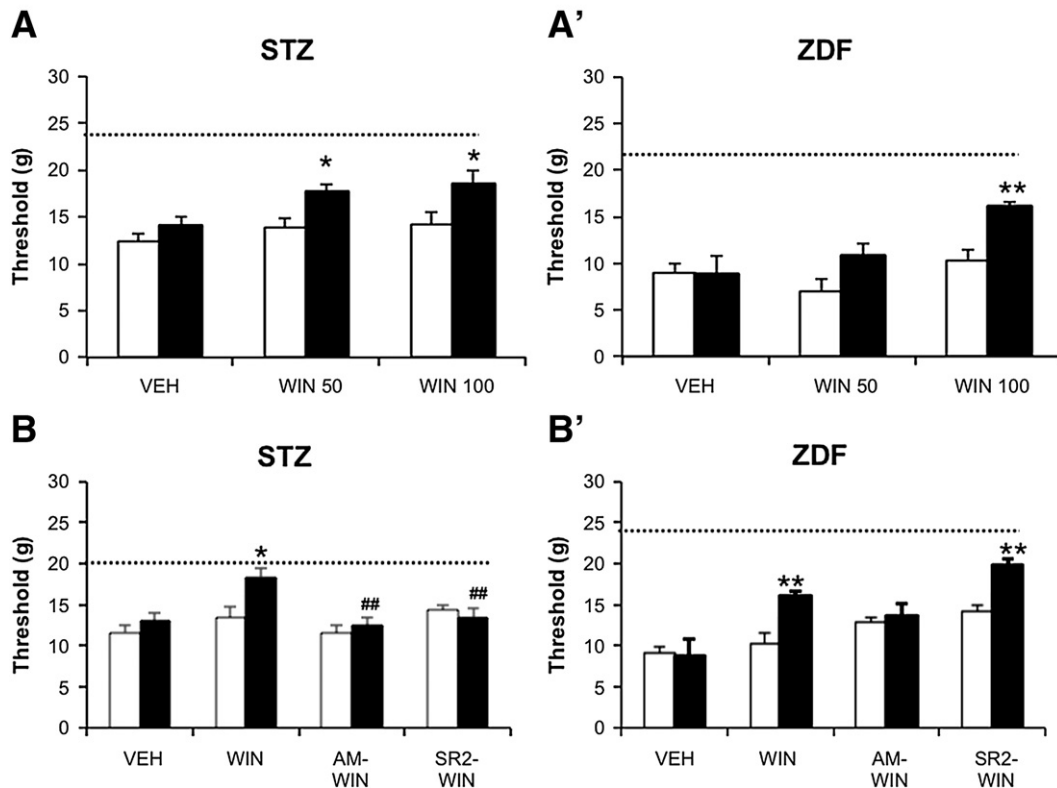 A
STZ
Threshold (g)
30
25
20
15
10
5
0
*
*
VEH
WIN 50
WIN 100
A’
ZDF
Threshold (g)
30
25
20
15
10
5
0
**
VEH
WIN 50
WIN 100
B
STZ
Threshold (g)
30
25
20
15
10
5
0
*
##
##
VEH
WIN
AM-
WIN
SR2-
WIN
B’
ZDF
Threshold (g)
30
25
20
15
10
5
0
**
**
VEH
WIN
AM-
WIN
SR2-
WIN